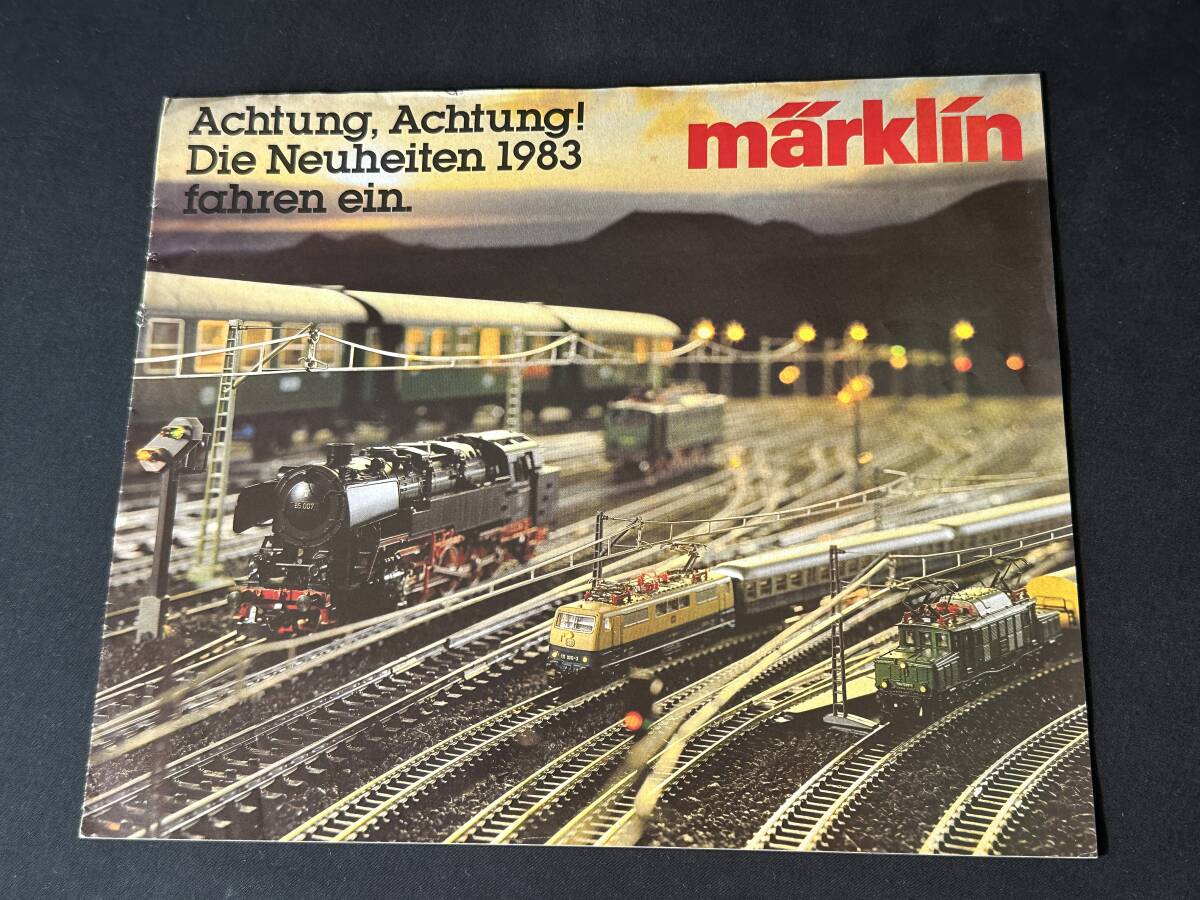 Achtung, Achtung!
Die Neuheiten 1983
fahren ein.
märklin
85 007